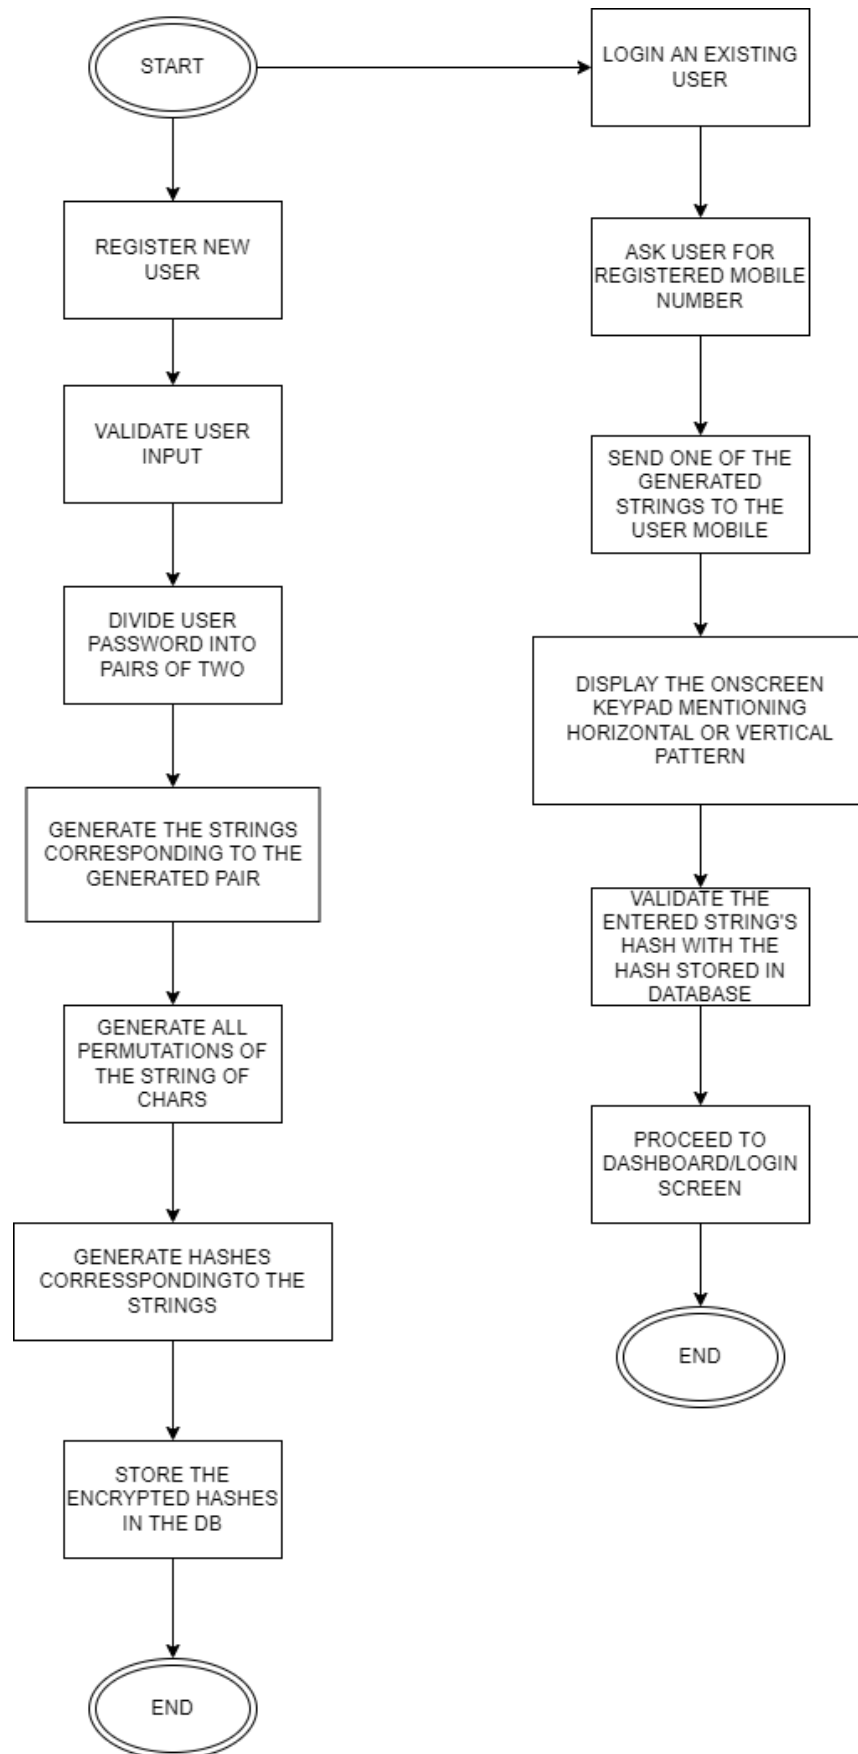 START
REGISTER NEW
USER
VALIDATE USER
INPUT
DIVIDE USER
PASSWORD INTO
PAIRS OF TWO
GENERATE THE STRINGS
CORRESPONDING TO THE
GENERATED PAIR
GENERATE ALL
PERMUTATIONS OF
THE STRING OF
CHARS
GENERATE HASHES
CORRESSPONDINGTO THE
STRINGS
STORE THE
ENCRYPTED HASHES
IN THE DB
END
LOGIN AN EXISTING
USER
ASK USER FOR
REGISTERED MOBILE
NUMBER
SEND ONE OF THE
GENERATED
STRINGS TO THE
USER MOBILE
DISPLAY THE ONSCREEN
KEYPAD MENTIONING
HORIZONTAL OR VERTICAL
PATTERN
VALIDATE THE
ENTERED STRING'S
HASH WITH THE
HASH STORED IN
DATABASE
PROCEED TO
DASHBOARD/LOGIN
SCREEN
END